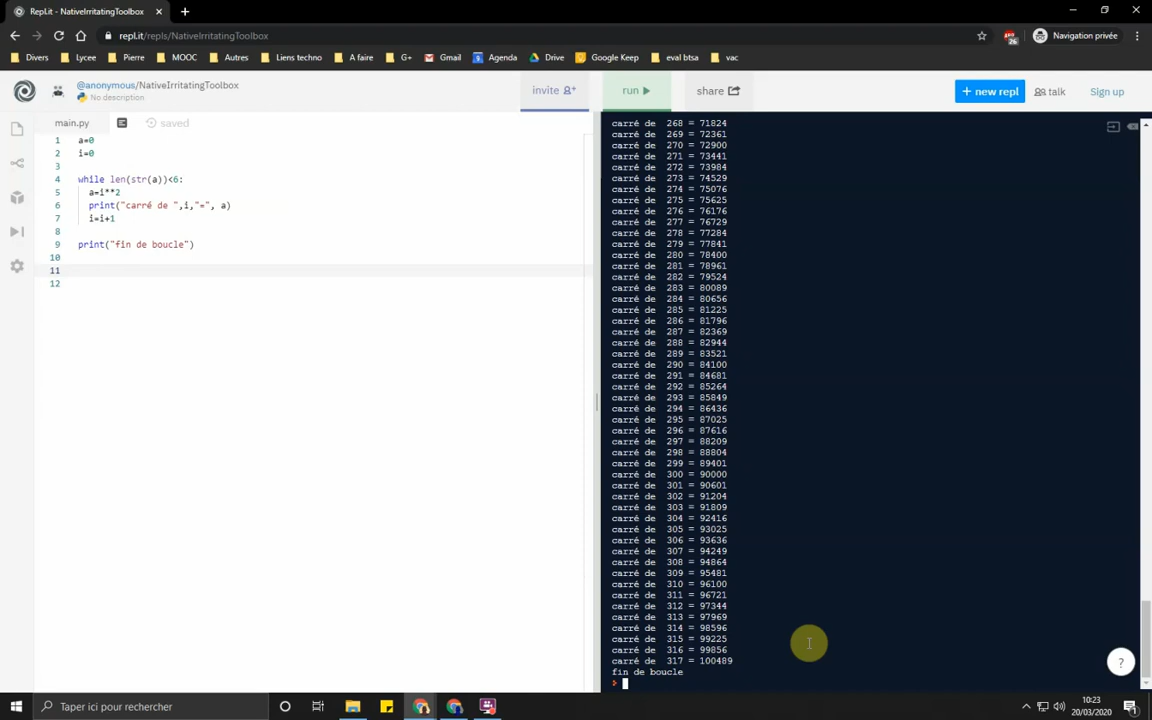 Repl.it - NativeIrritatingToolbox
repl.it/repls/NativeIrritatingToolbox
26
Navigation privée
Divers Lycee Pierre MOOC Autres Liens techno A faire G+ Gmail Agenda Drive Google Keep eval btsa vac
@anonymous/NativeIrritatingToolbox
No description
invite
run
share
+ new repl
talk
Sign up
main.py
saved
1 a=0
2 i=0
3
4 while len(str(a))<6:
5 a=i**2
6 print("carré de ",i,"=", a)
7 i=i+1
8
9 print("fin de boucle")
10
11
12
carré de  268 = 71824
carré de  269 = 72361
carré de  270 = 72900
carré de  271 = 73441
carré de  272 = 73984
carré de  273 = 74529
carré de  274 = 75076
carré de  275 = 75625
carré de  276 = 76176
carré de  277 = 76729
carré de  278 = 77284
carré de  279 = 77841
carré de  280 = 78400
carré de  281 = 78961
carré de  282 = 79524
carré de  283 = 80089
carré de  284 = 80656
carré de  285 = 81225
carré de  286 = 81796
carré de  287 = 82369
carré de  288 = 82944
carré de  289 = 83521
carré de  290 = 84100
carré de  291 = 84681
carré de  292 = 85264
carré de  293 = 85849
carré de  294 = 86436
carré de  295 = 87025
carré de  296 = 87616
carré de  297 = 88209
carré de  298 = 88804
carré de  299 = 89401
carré de  300 = 90000
carré de  301 = 90601
carré de  302 = 91204
carré de  303 = 91809
carré de  304 = 92416
carré de  305 = 93025
carré de  306 = 93636
carré de  307 = 94249
carré de  308 = 94864
carré de  309 = 95481
carré de  310 = 96100
carré de  311 = 96721
carré de  312 = 97344
carré de  313 = 97969
carré de  314 = 98596
carré de  315 = 99225
carré de  316 = 99856
carré de  317 = 100489
fin de boucle
>
?
Taper ici pour rechercher
10:23
20/03/2020